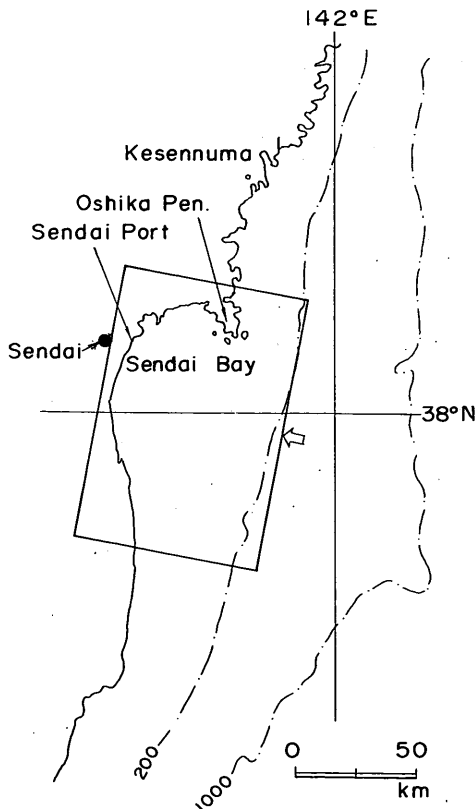 142°E
Kesennuma
Oshika Pen.
Sendai Port
Sendai
Sendai Bay
38°N
200
1000
0 50
km